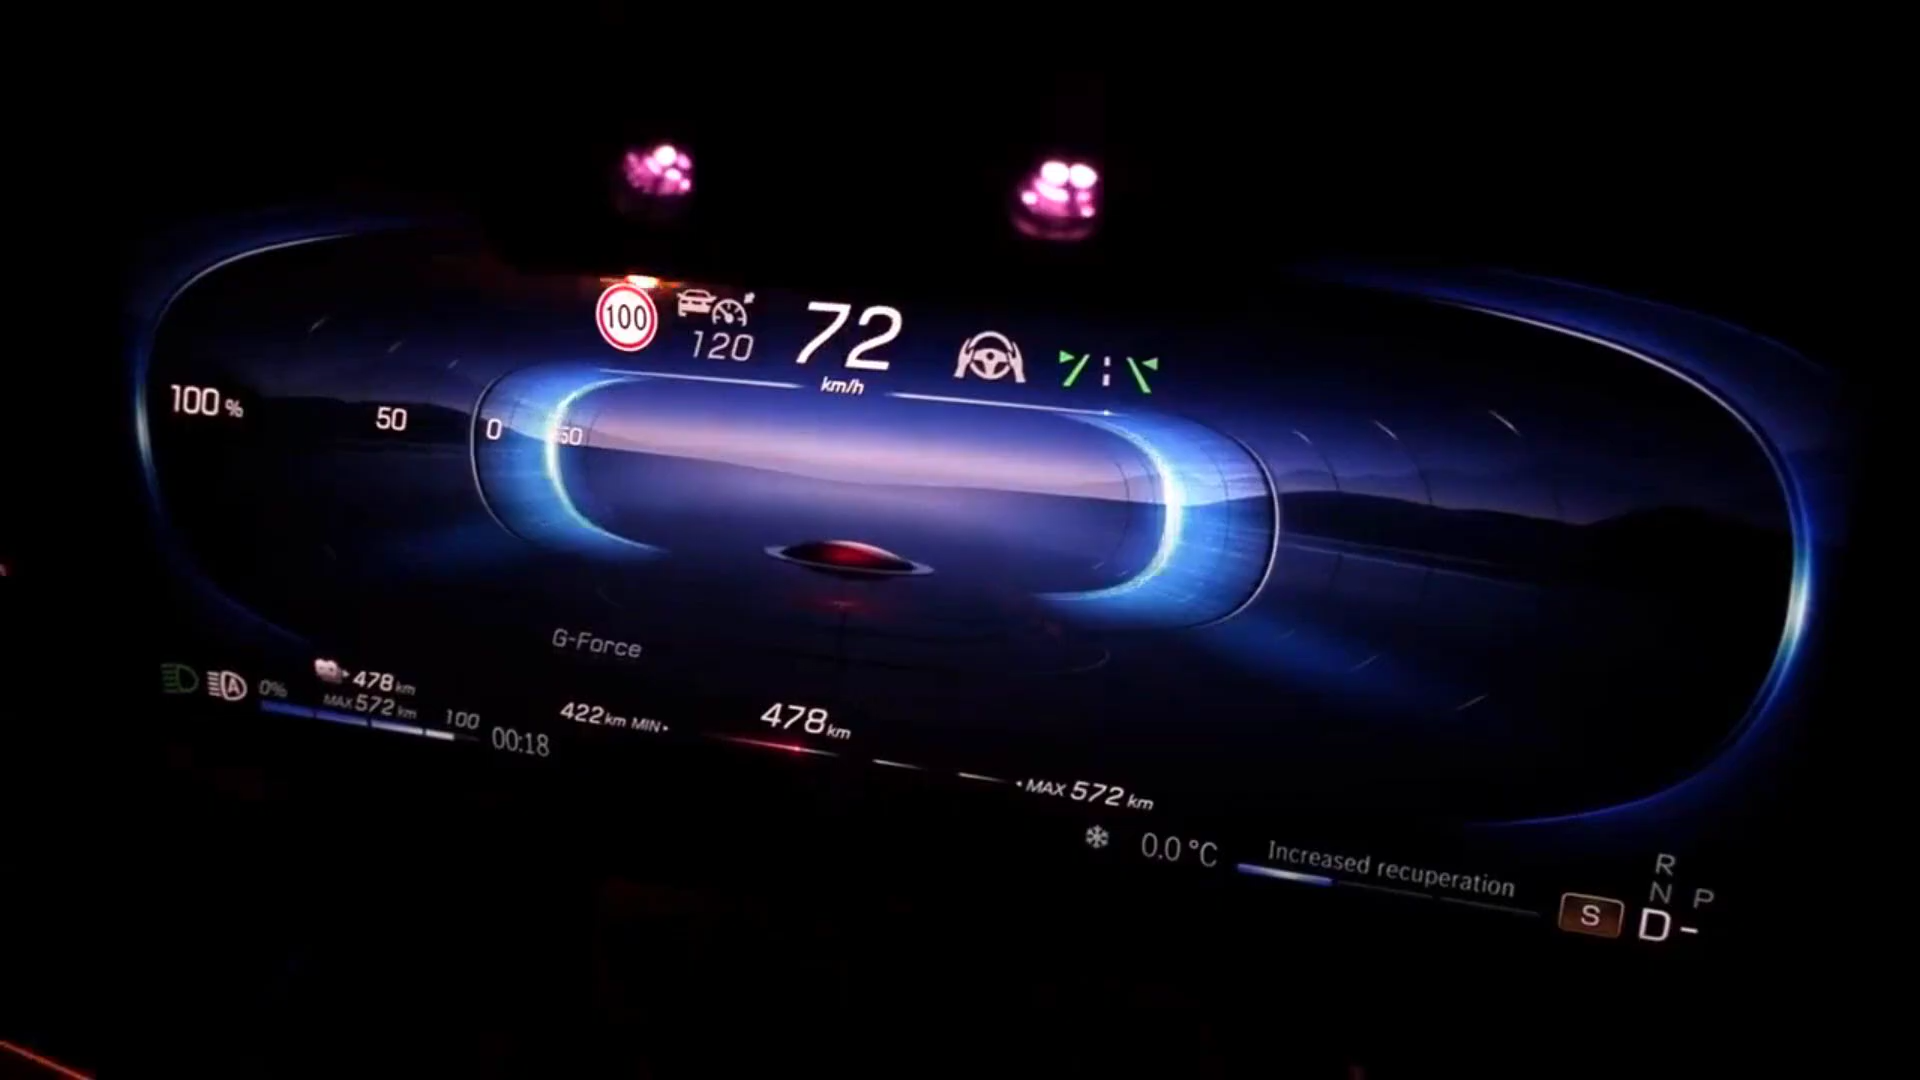 100
120
72
km/h
100 %
50
0
50
G-Force
0%
478 km
MAX 572 km
100
00:18
422 km MIN
478 km
MAX 572 km
0.0 °C
Increased recuperation
S
R
N
P
D-